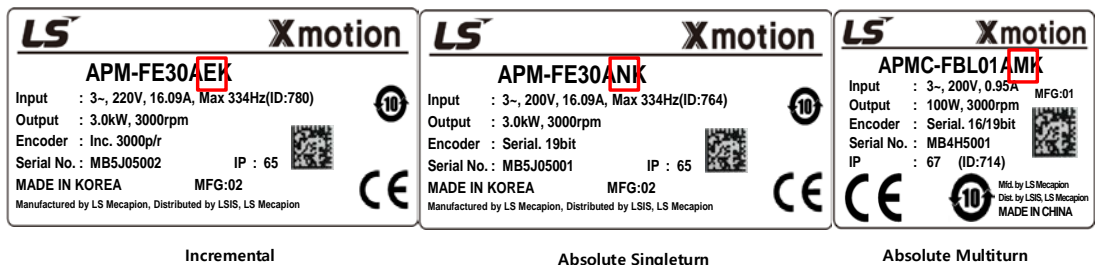 LS Xmotion
APM-FE30AEK
Input : 3~, 220V, 16.09A, Max 334Hz(ID:780)
Output : 3.0kW, 3000rpm
Encoder : Inc. 3000p/r
Serial No. : MB5J05002 IP : 65
MADE IN KOREA MFG:02
Manufactured by LS Mecapion, Distributed by LSIS, LS Mecapion
10
CE
Incremental
LS Xmotion
APM-FE30ANK
Input : 3~, 200V, 16.09A, Max 334Hz(ID:764)
Output : 3.0kW, 3000rpm
Encoder : Serial. 19bit
Serial No. : MB5J05001 IP : 65
MADE IN KOREA MFG:02
Manufactured by LS Mecapion, Distributed by LSIS, LS Mecapion
10
CE
Absolute Singleturn
LS Xmotion
APMC-FBL01AMK
Input : 3~, 200V, 0.95A MFG:01
Output : 100W, 3000rpm
Encoder : Serial. 16/19bit
Serial No. : MB4H5001
IP : 67 (ID:714)
CE
10
Mfd. by LS Mecapion
Dist. by LSIS, LS Mecapion
MADE IN CHINA
Absolute Multiturn